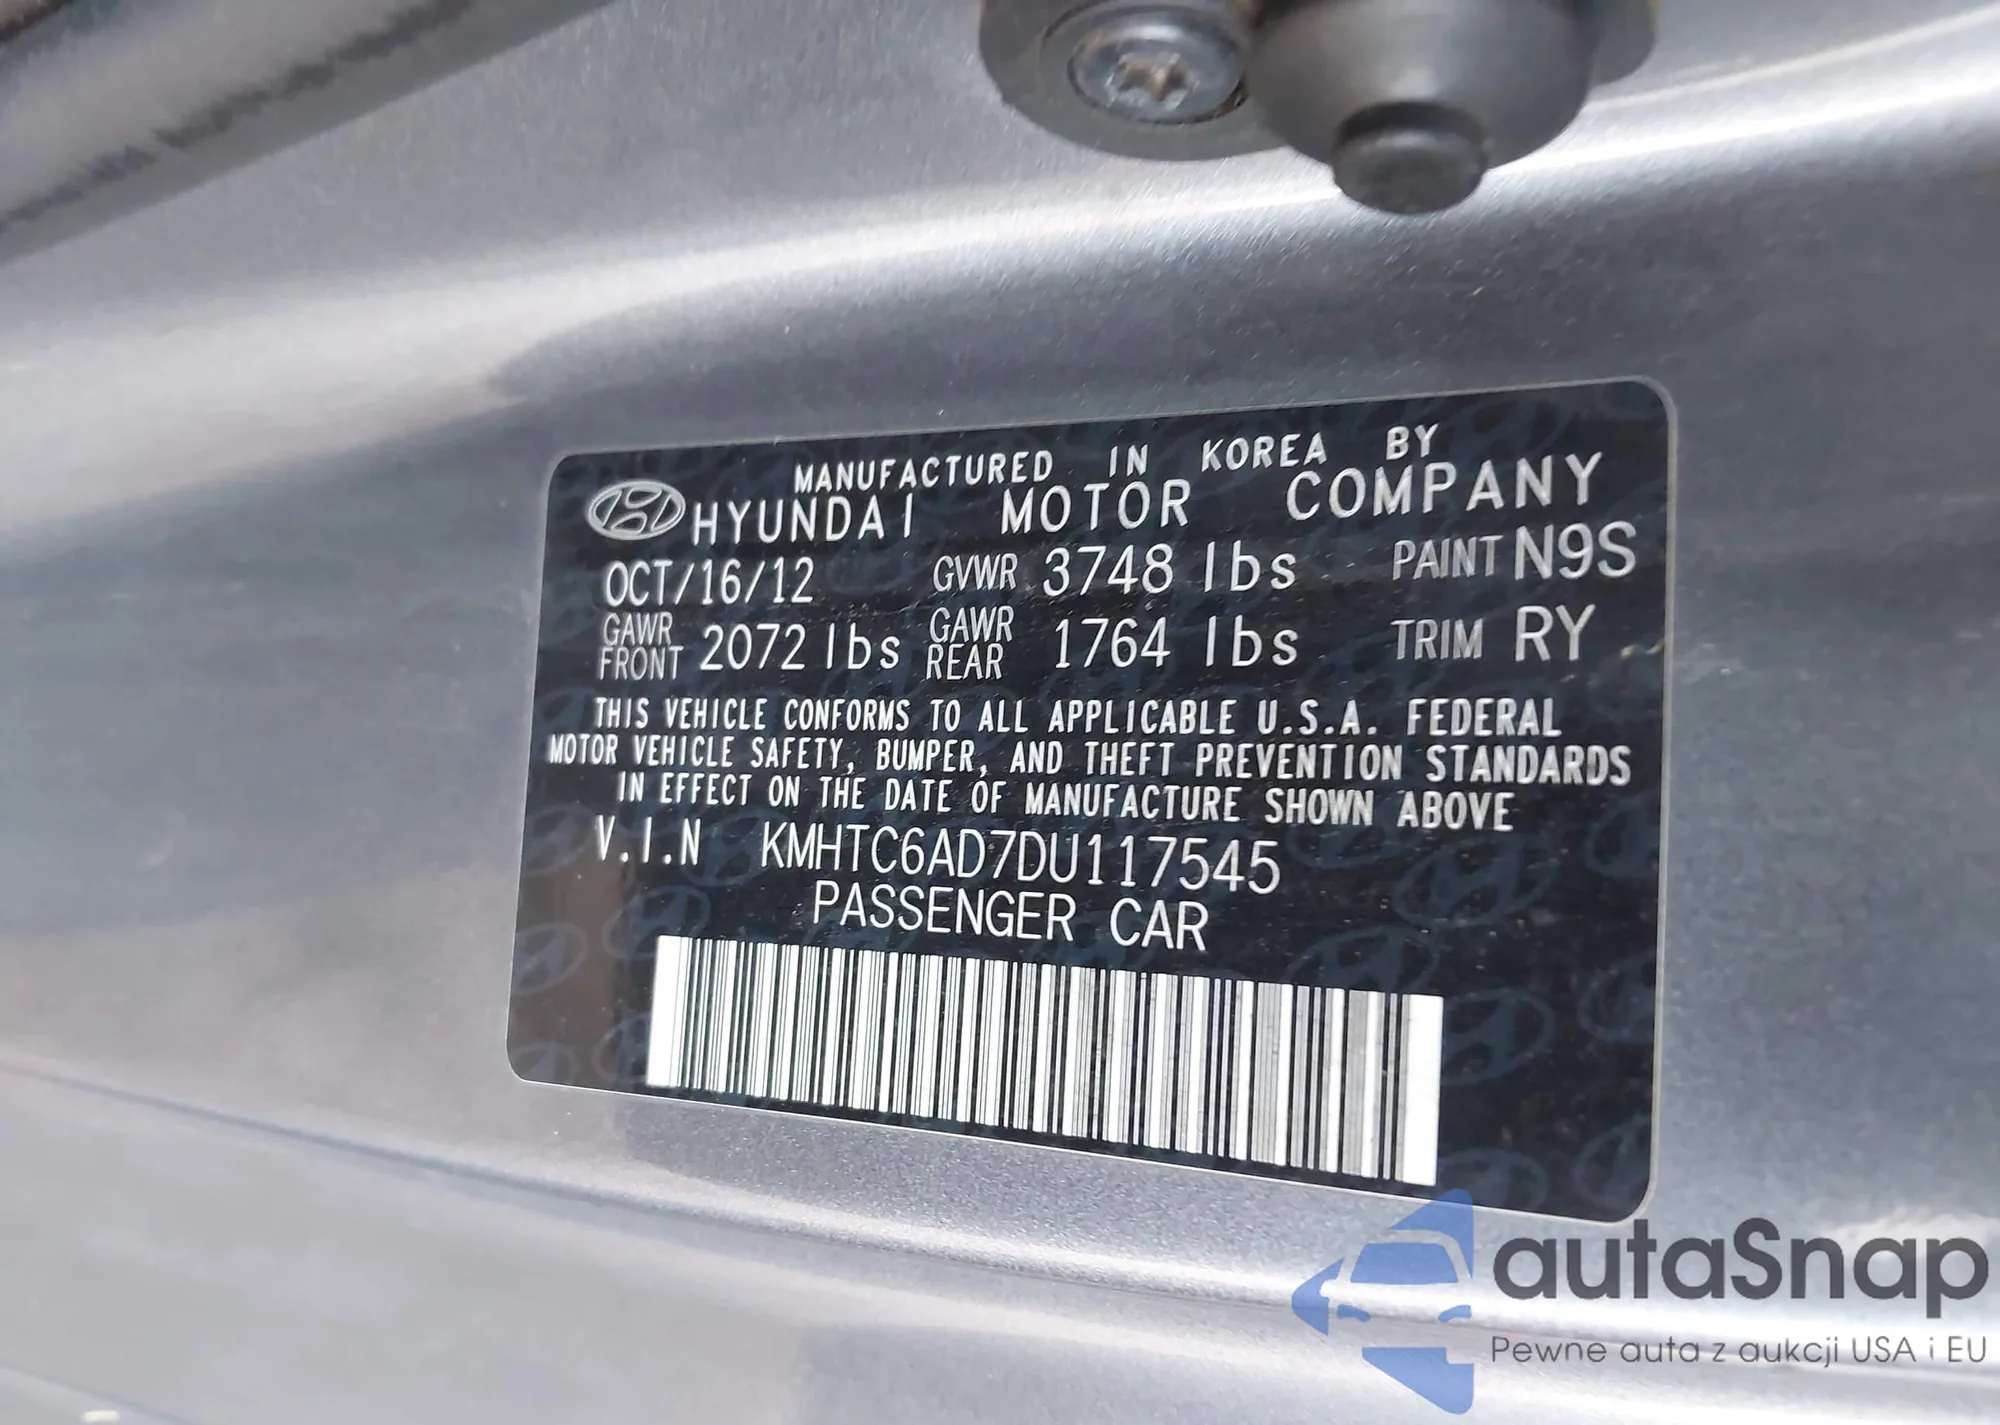 MANUFACTURED IN KOREA BY
HYUNDAI MOTOR COMPANY
OCT/16/12 GVWR 3748 lbs PAINT N9S
GAWR FRONT 2072 lbs GAWR REAR 1764 lbs TRIM RY
THIS VEHICLE CONFORMS TO ALL APPLICABLE U.S.A. FEDERAL
MOTOR VEHICLE SAFETY, BUMPER, AND THEFT PREVENTION STANDARDS
IN EFFECT ON THE DATE OF MANUFACTURE SHOWN ABOVE
V.I.N KMHTC6AD7DU117545
PASSENGER CAR
autaSnap
Pewne auta z aukcji USA i EU